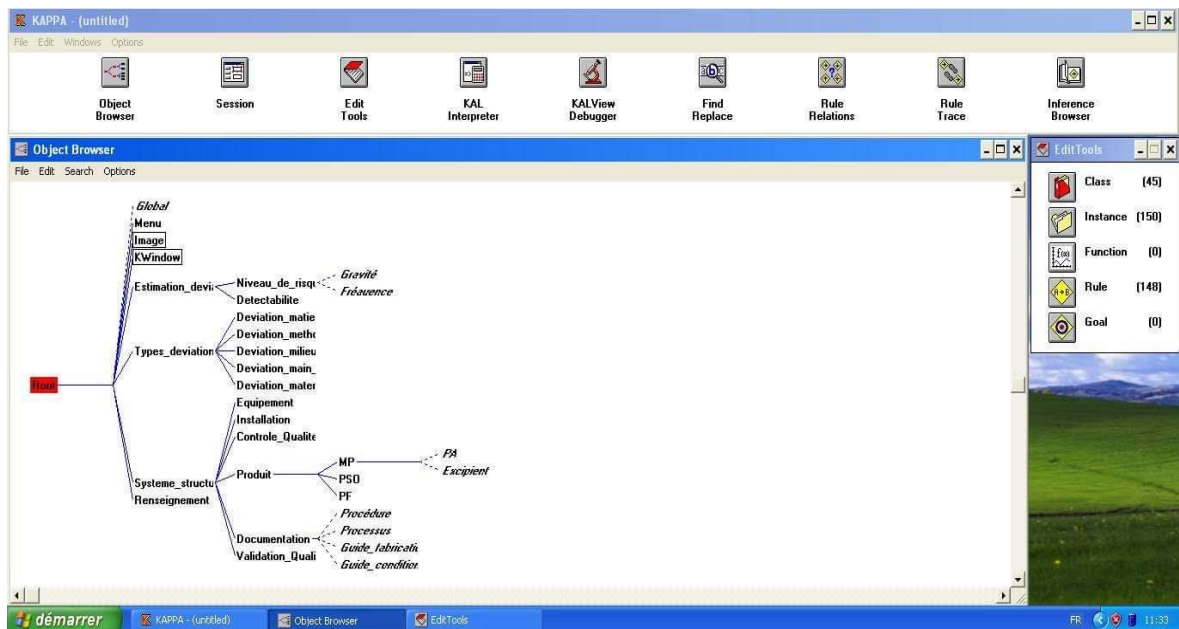 KAPPA - (untitled)
File Edit Windows Options
Object Browser
Session
Edit Tools
KAL Interpreter
KALView Debugger
Find Replace
Rule Relations
Rule Trace
Inference Browser
Object Browser
File Edit Search Options
Global
Menu
Image
KWindow
Estimation_devi
Niveau_de_risqu
Gravité
Fréquence
Detectabilite
Types_deviation
Deviation_matie
Deviation_metho
Deviation_milieu
Deviation_main_
Deviation_mater
Root
Systeme_structu
Equipement
Installation
Controle_Qualite
Produit
MP
PA
Excipient
PSO
PF
Documentation
Procédure
Processus
Guide_fabricati
Guide_condition
Validation_Quali
Renseignement
EditTools
Class (45)
Instance (150)
Function (0)
Rule (148)
Goal (0)
démarrer
KAPPA - (untitled)
Object Browser
EditTools
FR
11:33